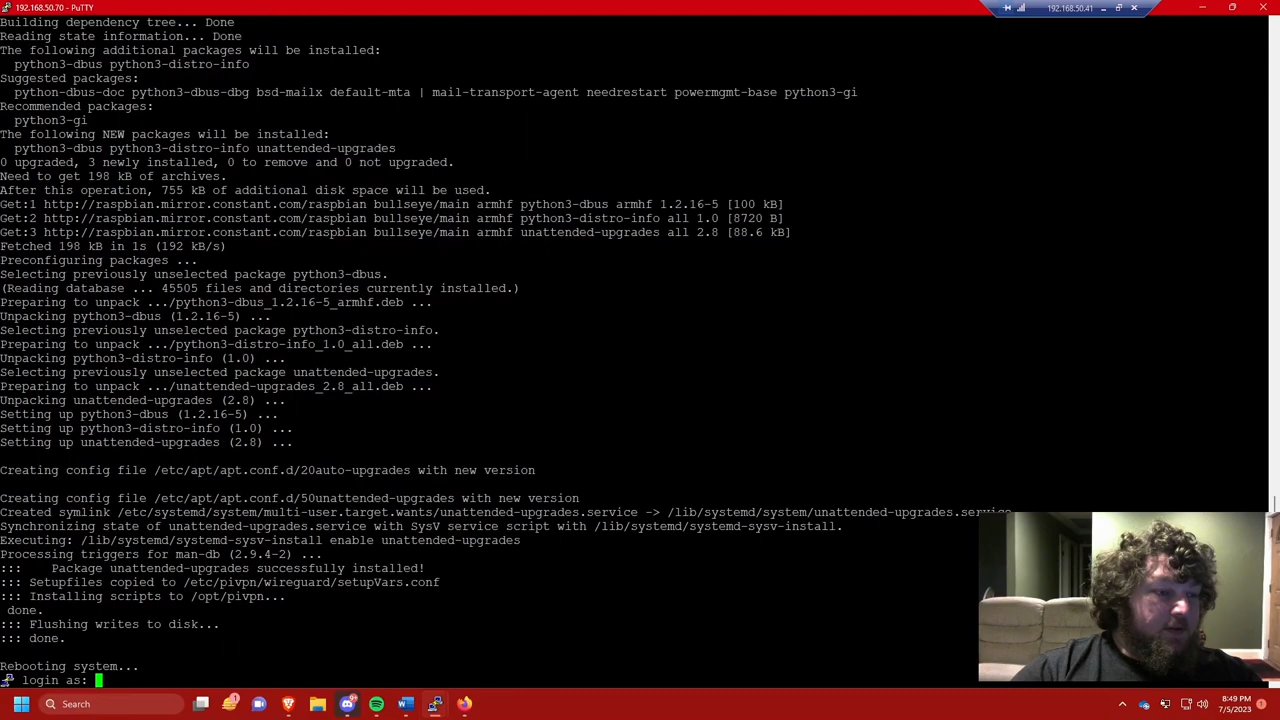 192.168.50.70 - PuTTY
192.168.50.41
Building dependency tree... Done
Reading state information... Done
The following additional packages will be installed:
python3-dbus python3-distro-info
Suggested packages:
python-dbus-doc python3-dbus-dbg bsd-mailx default-mta | mail-transport-agent needrestart powermgmt-base python3-gi
Recommended packages:
python3-gi
The following NEW packages will be installed:
python3-dbus python3-distro-info unattended-upgrades
0 upgraded, 3 newly installed, 0 to remove and 0 not upgraded.
Need to get 198 kB of archives.
After this operation, 755 kB of additional disk space will be used.
Get:1 http://raspbian.mirror.constant.com/raspbian bullseye/main armhf python3-dbus armhf 1.2.16-5 [100 kB]
Get:2 http://raspbian.mirror.constant.com/raspbian bullseye/main armhf python3-distro-info all 1.0 [8720 B]
Get:3 http://raspbian.mirror.constant.com/raspbian bullseye/main armhf unattended-upgrades all 2.8 [88.6 kB]
Fetched 198 kB in 1s (192 kB/s)
Preconfiguring packages ...
Selecting previously unselected package python3-dbus.
(Reading database ... 45505 files and directories currently installed.)
Preparing to unpack .../python3-dbus_1.2.16-5_armhf.deb ...
Unpacking python3-dbus (1.2.16-5) ...
Selecting previously unselected package python3-distro-info.
Preparing to unpack .../python3-distro-info_1.0_all.deb ...
Unpacking python3-distro-info (1.0) ...
Selecting previously unselected package unattended-upgrades.
Preparing to unpack .../unattended-upgrades_2.8_all.deb ...
Unpacking unattended-upgrades (2.8) ...
Setting up python3-dbus (1.2.16-5) ...
Setting up python3-distro-info (1.0) ...
Setting up unattended-upgrades (2.8) ...
Creating config file /etc/apt/apt.conf.d/20auto-upgrades with new version
Creating config file /etc/apt/apt.conf.d/50unattended-upgrades with new version
Created symlink /etc/systemd/system/multi-user.target.wants/unattended-upgrades.service -> /lib/systemd/system/unattended-upgrades.service.
Synchronizing state of unattended-upgrades.service with SysV service script with /lib/systemd/systemd-sysv-install.
Executing: /lib/systemd/systemd-sysv-install enable unattended-upgrades
Processing triggers for man-db (2.9.4-2) ...
::: Package unattended-upgrades successfully installed!
::: Setupfiles copied to /etc/pivpn/wireguard/setupVars.conf
::: Installing scripts to /opt/pivpn...
done.
::: Flushing writes to disk...
::: done.
Rebooting system...
login as:
Search
8:49 PM
7/5/2023